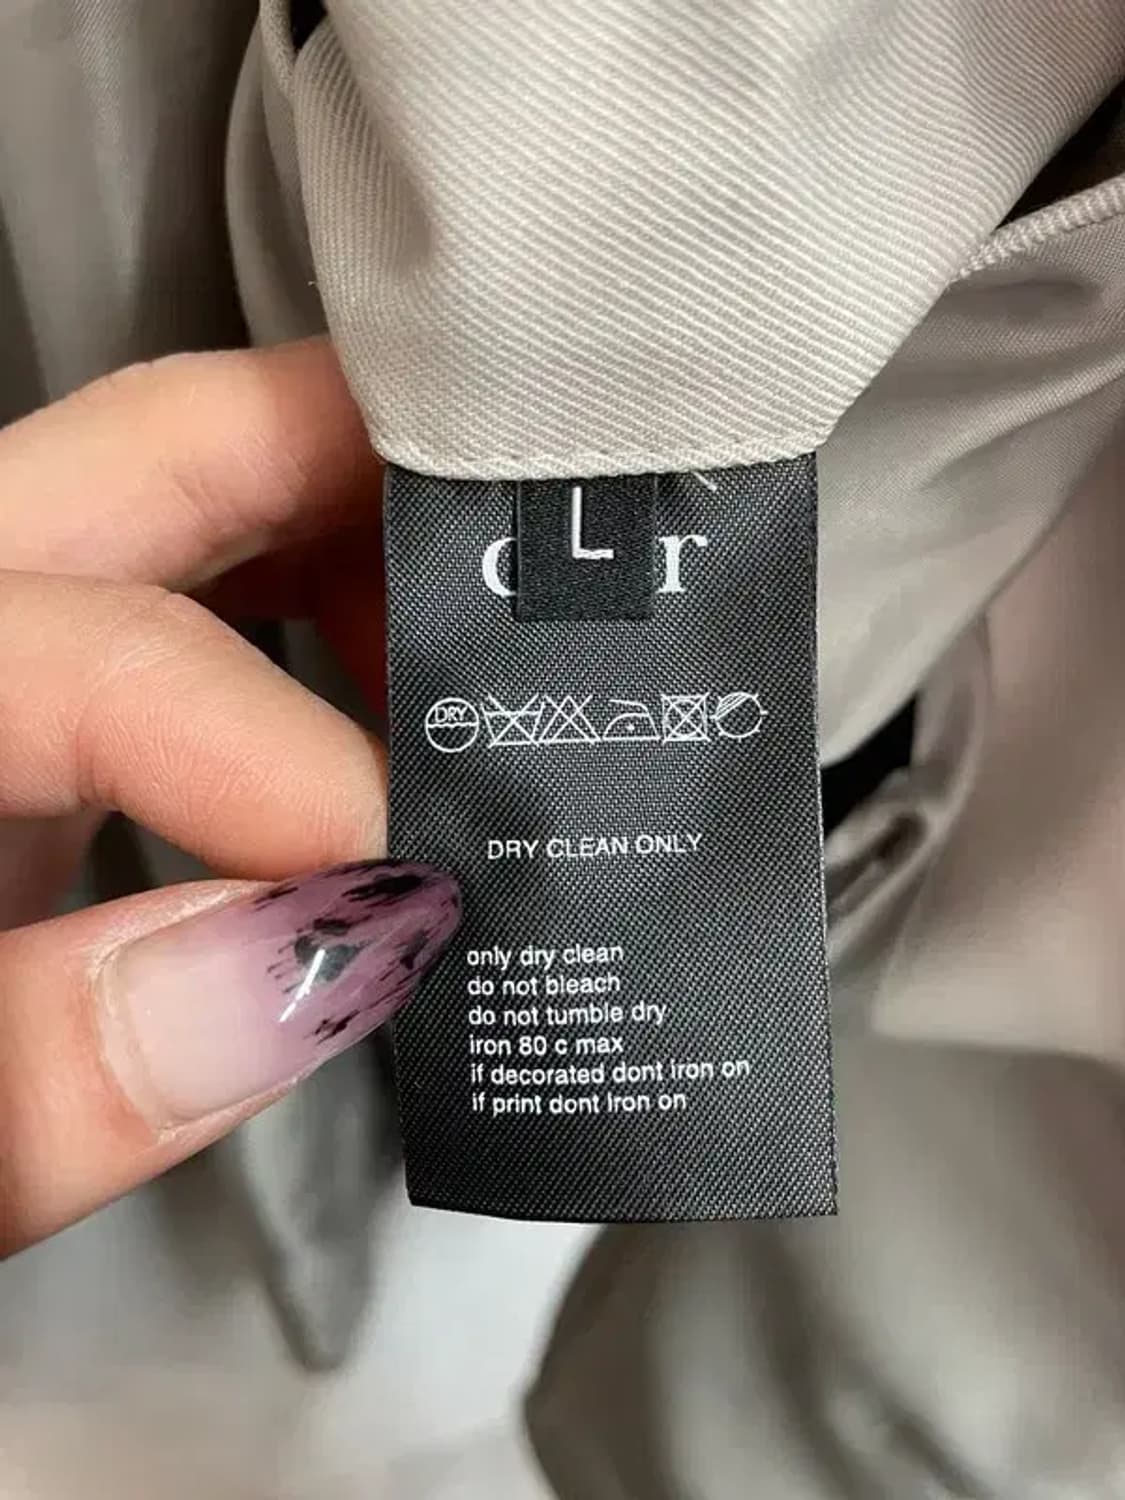 L
c r
DRY
DRY CLEAN ONLY
only dry clean
do not bleach
do not tumble dry
iron 80 c max
if decorated dont iron on
if print dont iron on